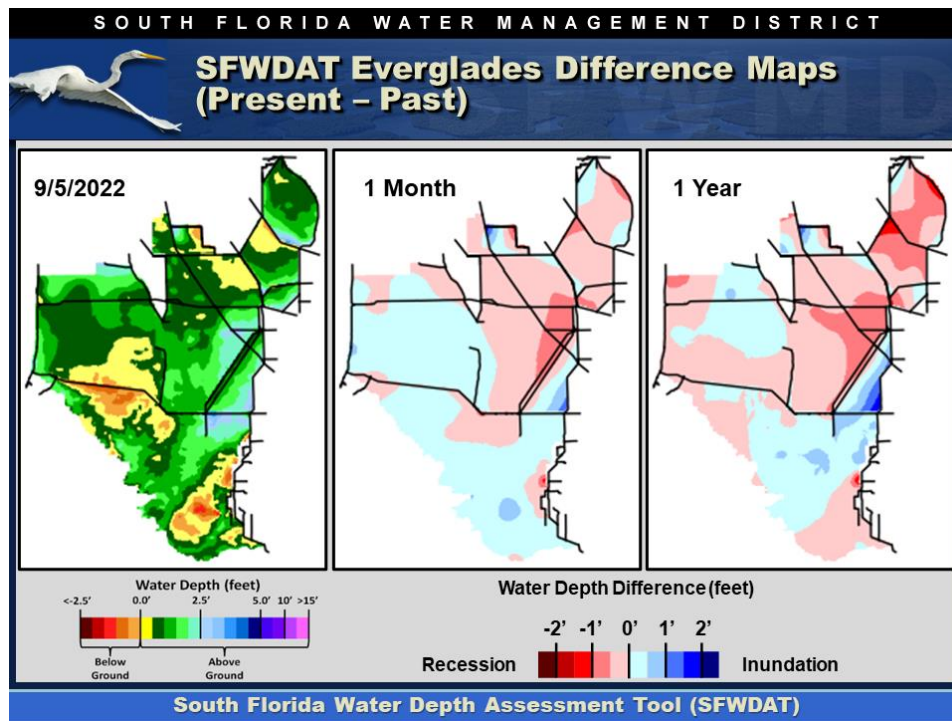 SOUTH FLORIDA WATER MANAGEMENT DISTRICT
SFWDAT Everglades Difference Maps
(Present – Past)
SFWMD
9/5/2022
1 Month
1 Year
Water Depth (feet)
<-2.5' 0.0' 2.5' 5.0' 10' >15'
Below
Ground
Above
Ground
Water Depth Difference (feet)
-2' -1' 0' 1' 2'
Recession
Inundation
South Florida Water Depth Assessment Tool (SFWDAT)